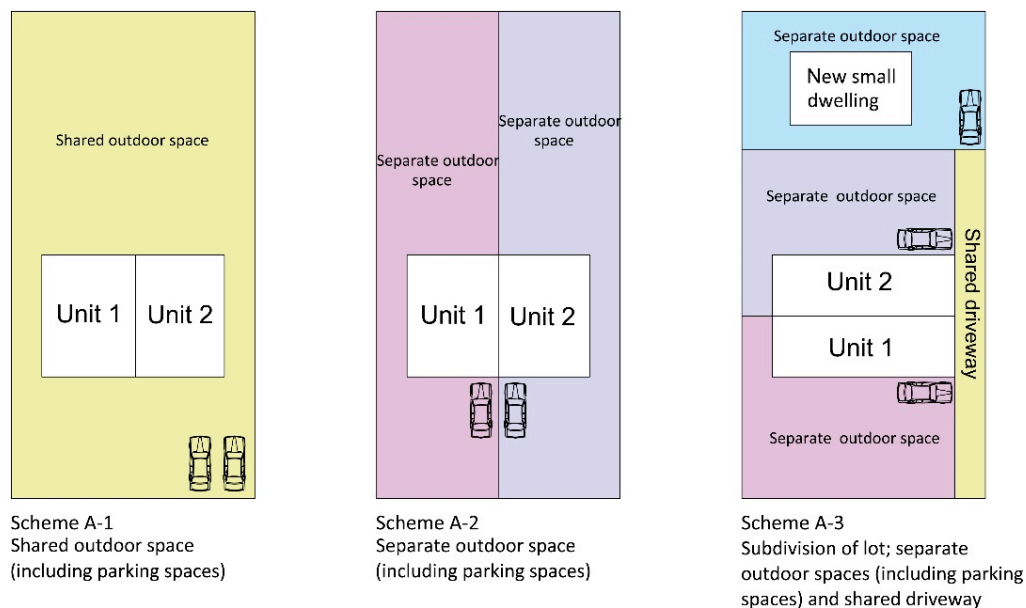 Shared outdoor space
Unit 1
Unit 2
Scheme A-1
Shared outdoor space
(including parking spaces)
Separate outdoor
space
Separate outdoor
space
Unit 1
Unit 2
Scheme A-2
Separate outdoor space
(including parking spaces)
Separate outdoor space
New small
dwelling
Separate outdoor space
Shared driveway
Unit 2
Unit 1
Separate outdoor space
Scheme A-3
Subdivision of lot; separate
outdoor spaces (including parking
spaces) and shared driveway